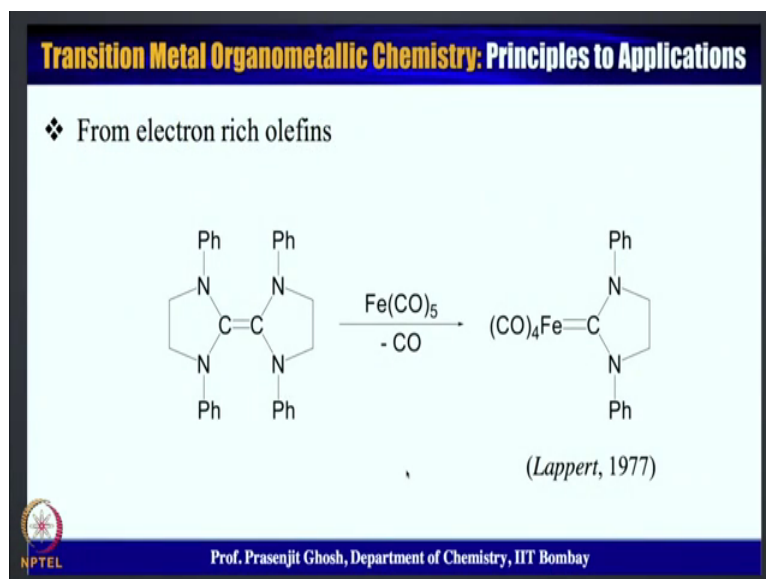 Transition Metal Organometallic Chemistry: Principles to Applications
❖ From electron rich olefins
Ph Ph Ph
N N Fe(CO)₅ N
C=C (CO)₄Fe=C
N N - CO N
Ph Ph Ph
(Lappert, 1977)
NPTEL
Prof. Prasenjit Ghosh, Department of Chemistry, IIT Bombay